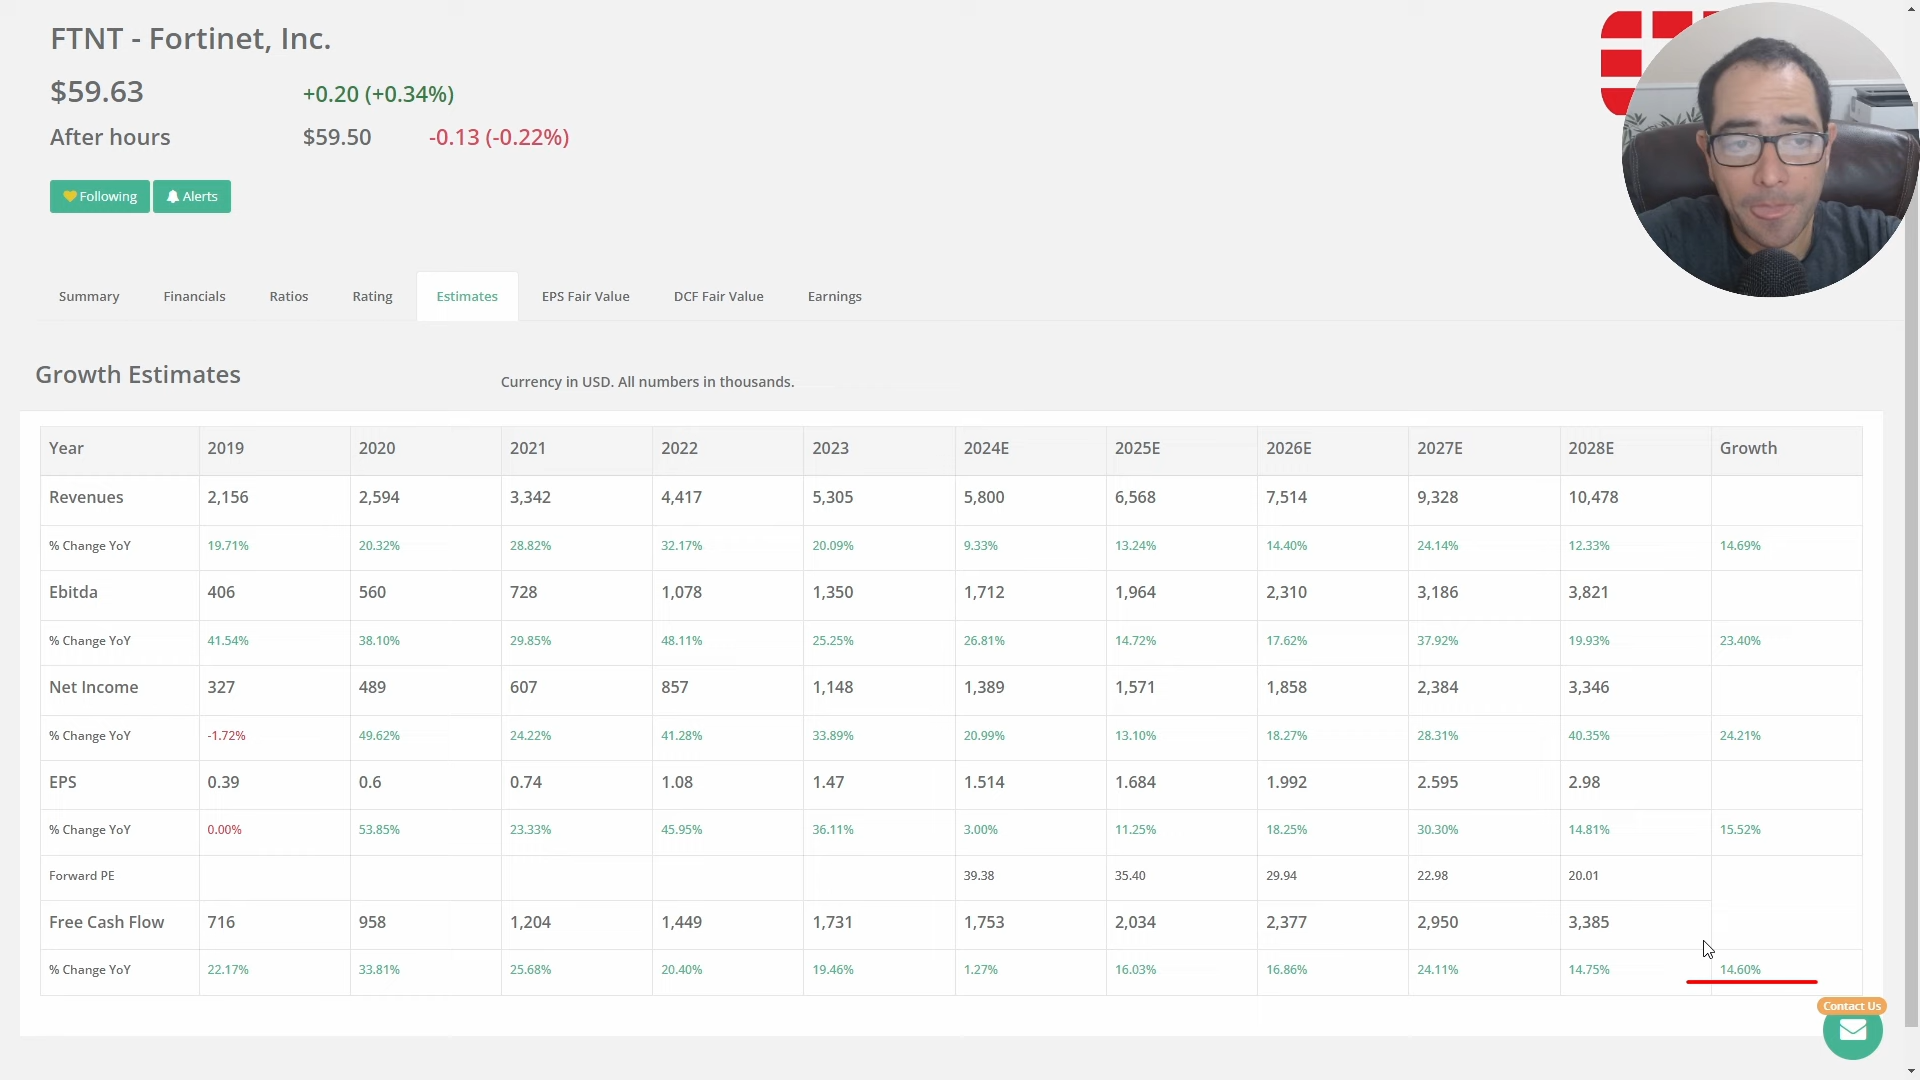 FTNT - Fortinet, Inc.
$59.63 +0.20 (+0.34%)
After hours $59.50 -0.13 (-0.22%)
Following Alerts
Summary Financials Ratios Rating Estimates EPS Fair Value DCF Fair Value Earnings
Growth Estimates Currency in USD. All numbers in thousands.
Year 2019 2020 2021 2022 2023 2024E 2025E 2026E 2027E 2028E Growth
Revenues 2,156 2,594 3,342 4,417 5,305 5,800 6,568 7,514 9,328 10,478
% Change YoY 19.71% 20.32% 28.82% 32.17% 20.09% 9.33% 13.24% 14.40% 24.14% 12.33% 14.69%
Ebitda 406 560 728 1,078 1,350 1,712 1,964 2,310 3,186 3,821
% Change YoY 41.54% 38.10% 29.85% 48.11% 25.25% 26.81% 14.72% 17.62% 37.92% 19.93% 23.40%
Net Income 327 489 607 857 1,148 1,389 1,571 1,858 2,384 3,346
% Change YoY -1.72% 49.62% 24.22% 41.28% 33.89% 20.99% 13.10% 18.27% 28.31% 40.35% 24.21%
EPS 0.39 0.6 0.74 1.08 1.47 1.514 1.684 1.992 2.595 2.98
% Change YoY 0.00% 53.85% 23.33% 45.95% 36.11% 3.00% 11.25% 18.25% 30.30% 14.81% 15.52%
Forward PE 39.38 35.40 29.94 22.98 20.01
Free Cash Flow 716 958 1,204 1,449 1,731 1,753 2,034 2,377 2,950 3,385
% Change YoY 22.17% 33.81% 25.68% 20.40% 19.46% 1.27% 16.03% 16.86% 24.11% 14.75% 14.60%
Contact Us